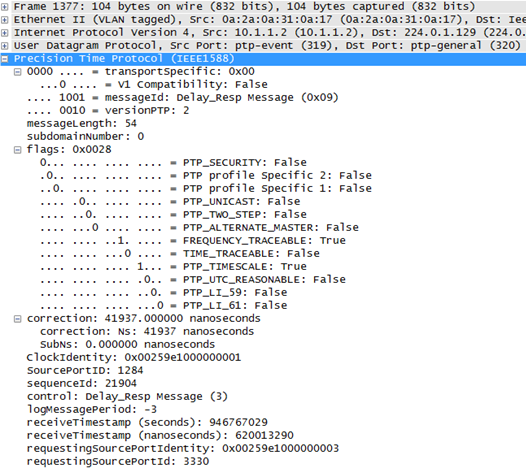 Frame 1377: 104 bytes on wire (832 bits), 104 bytes captured (832 bits)
Ethernet II (VLAN tagged), Src: 0a:2a:0a:31:0a:17 (0a:2a:0a:31:0a:17), Dst: Iee
Internet Protocol Version 4, Src: 10.1.1.2 (10.1.1.2), Dst: 224.0.1.129 (224.0.
User Datagram Protocol, Src Port: ptp-event (319), Dst Port: ptp-general (320)
Precision Time Protocol (IEEE1588)
0000 .... = transportSpecific: 0x00
...0 .... = V1 Compatibility: False
.... 1001 = messageId: Delay_Resp Message (0x09)
.... 0010 = versionPTP: 2
messageLength: 54
subdomainNumber: 0
flags: 0x0028
0... .... .... .... = PTP_SECURITY: False
.0.. .... .... .... = PTP profile Specific 2: False
..0. .... .... .... = PTP profile Specific 1: False
.... .0.. .... .... = PTP_UNICAST: False
.... ..0. .... .... = PTP_TWO_STEP: False
.... ...0 .... .... = PTP_ALTERNATE_MASTER: False
.... .... ..1. .... = FREQUENCY_TRACEABLE: True
.... .... ...0 .... = TIME_TRACEABLE: False
.... .... .... 1... = PTP_TIMESCALE: True
.... .... .... .0.. = PTP_UTC_REASONABLE: False
.... .... .... ..0. = PTP_LI_59: False
.... .... .... ...0 = PTP_LI_61: False
correction: 41937.000000 nanoseconds
correction: Ns: 41937 nanoseconds
SubNs: 0.000000 nanoseconds
ClockIdentity: 0x00259e1000000001
SourcePortID: 1284
sequenceId: 21904
control: Delay_Resp Message (3)
logMessagePeriod: -3
receiveTimestamp (seconds): 946767029
receiveTimestamp (nanoseconds): 620013290
requestingSourcePortIdentity: 0x00259e1000000003
requestingSourcePortId: 3330